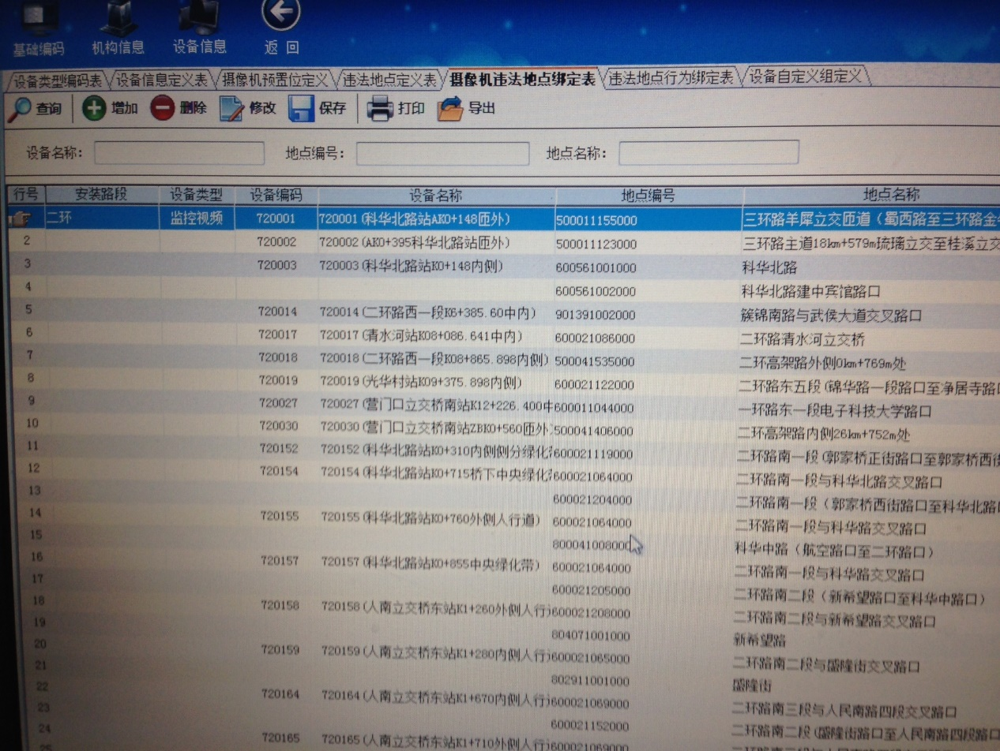 基础编码 机构信息 设备信息 返 回
设备类型编码表 设备信息定义表 摄像机预置位定义 违法地点定义表 摄像机违法地点绑定表 违法地点行为绑定表 设备自定义组定义
查询 增加 删除 修改 保存 打印 导出
设备名称: 地点编号: 地点名称:
行号 安装路段 设备类型 设备编码 设备名称 地点编号 地点名称
二环 监控视频 720001 720001(科华北路站AK0+148匝外) 500011155000 三环路羊犀立交匝道(蜀西路至三环路金
2 720002 720002(AK0+395科华北路站匝外) 500011123000 三环路主道18km+579m琉璃立交至桂溪立交
3 720003 720003(科华北路站K0+148内侧) 600561001000 科华北路
4 600561002000 科华北路建中宾馆路口
5 720014 720014(二环路西一段K6+385.60中内) 901391002000 簇锦南路与武侯大道交叉路口
6 720017 720017(清水河站K08+086.641中内) 600021086000 二环路清水河立交桥
7 720018 720018(二环路西一段K08+865.898内侧) 500041535000 二环高架路外侧0km+769m处
8 720019 720019(光华村站K09+375.898内侧) 600021122000 二环路东五段(锦华路一段路口至净居寺路口
9 720027 720027(营门口立交桥南站K12+226.400中 600011044000 一环路东一段电子科技大学路口
10 720030 720030(营门口立交桥南站ZBK0+560匝外 500041406000 二环高架路内侧26km+752m处
11 720152 720152(科华北路站K0+310内侧侧分绿化 600021119000 二环路南一段(郭家桥正街路口至郭家桥西街
12 720154 720154(科华北路站K0+715桥下中央绿化 600021064000 二环路南一段与科华北路交叉路口
13 600021204000 二环路南一段(郭家桥西街路口至科华北路
14 720155 720155(科华北路站K0+760外侧人行道) 600021064000 二环路南一段与科华路交叉路口
15 800041008000 科华中路(航空路口至二环路口)
16 720157 720157(科华北路站K0+855中央绿化带) 600021064000 二环路南一段与科华路交叉路口
17 600021205000 二环路南二段(新希望路口至科华中路口)
18 720158 720158(人南立交桥东站K1+260外侧人行 600021208000 二环路南二段与新希望路交叉路口
19 804071001000 新希望路
20 720159 720159(人南立交桥东站K1+280内侧人行 600021065000 二环路南二段与盛隆街交叉路口
21 802911001000 盛隆街
22 720164 720164(人南立交桥东站K1+670内侧人行 600021069000 二环路南三段与人民南路四段交叉路口
23 600021152000 二环路南二段(盛隆街路口至人民南路四段路口
24 720165 720165(人南立交桥东站K1+710外侧人行 600021069000
25